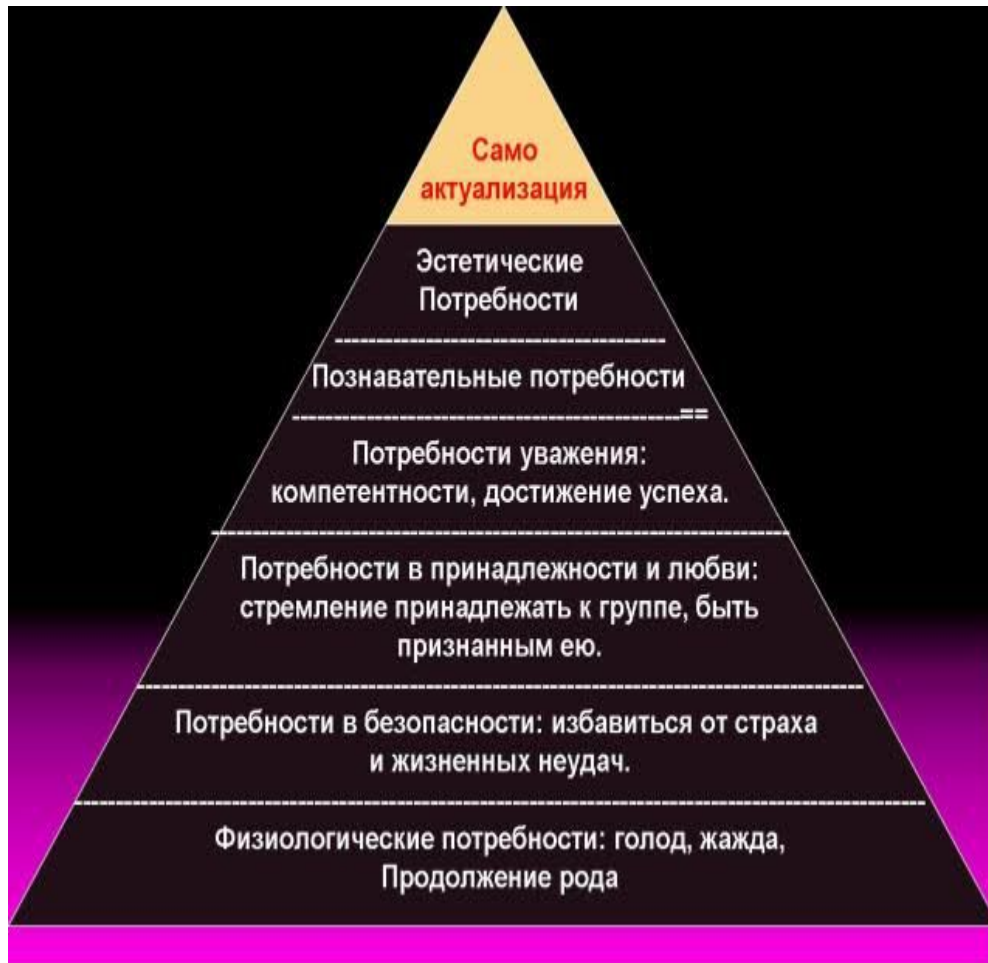 Само
актуализация
Эстетические
Потребности
Познавательные потребности
Потребности уважения:
компетентности, достижение успеха.
Потребности в принадлежности и любви:
стремление принадлежать к группе, быть
признанным ею.
Потребности в безопасности: избавиться от страха
и жизненных неудач.
Физиологические потребности: голод, жажда,
Продолжение рода